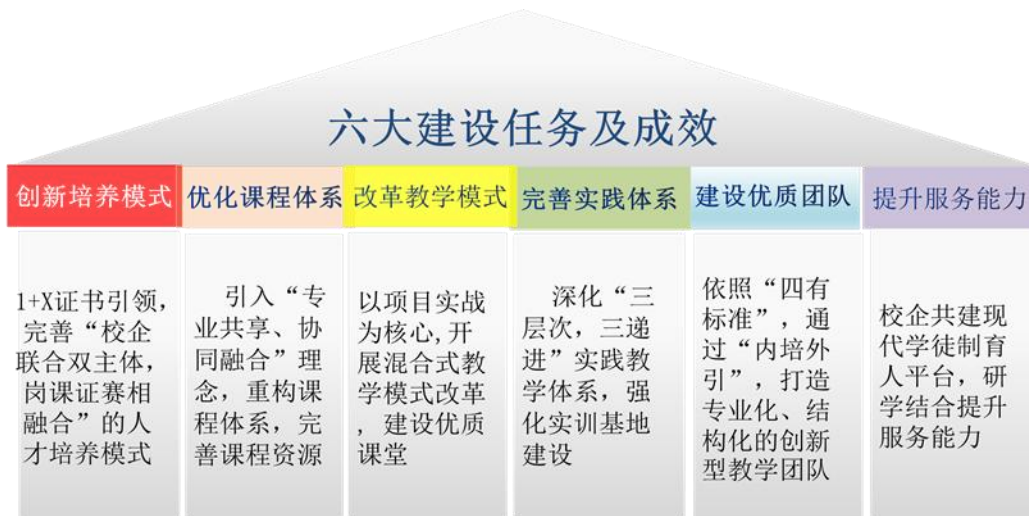 六大建设任务及成效
创新培养模式
优化课程体系
改革教学模式
完善实践体系
建设优质团队
提升服务能力
1+X证书引领，
完善“校企
联合双主体，
岗课证赛相
融合”的人
才培养模式
引入“专
业共享、协
同融合”理
念，重构课
程体系，完
善课程资源
以项目实战
为核心,开
展混合式教
学模式改革
，建设优质
课堂
深化“三
层次，三递
进”实践教
学体系，强
化实训基地
建设
依照“四有
标准”，通
过“内培外
引”，打造
专业化、结
构化的创新
型教学团队
校企共建现
代学徒制育
人平台，研
学结合提升
服务能力